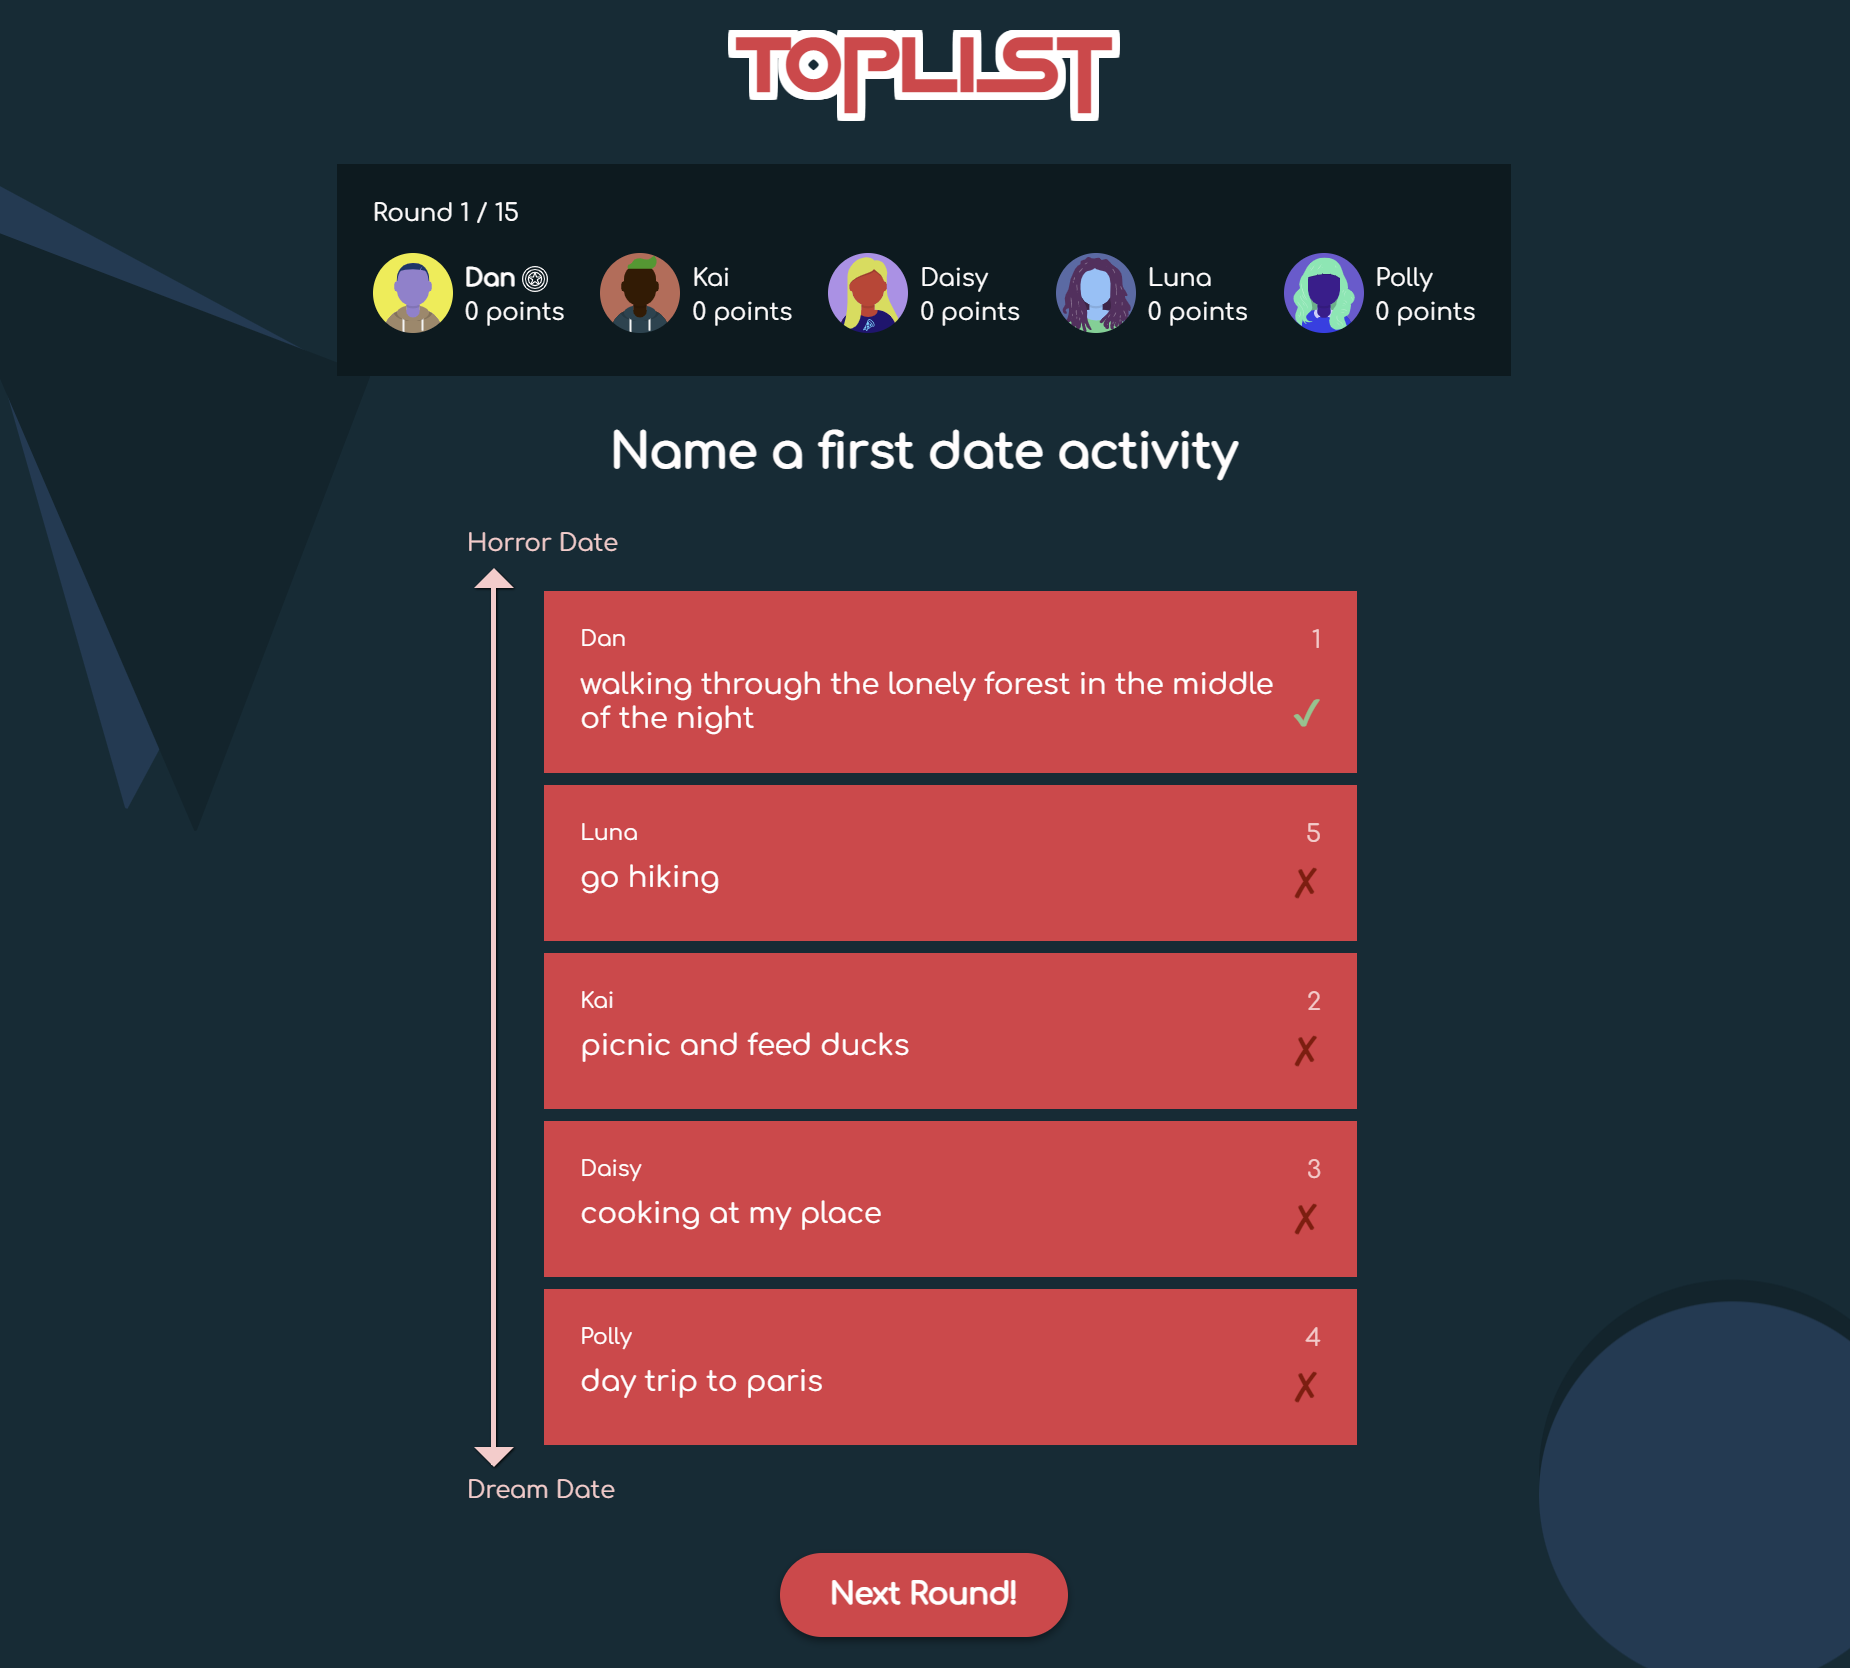 TOPLIST
Round 1 / 15
Dan
0 points
Kai
0 points
Daisy
0 points
Luna
0 points
Polly
0 points
Name a first date activity
Horror Date
Dan
1
walking through the lonely forest in the middle
of the night
✓
Luna
5
go hiking
✗
Kai
2
picnic and feed ducks
✗
Daisy
3
cooking at my place
✗
Polly
4
day trip to paris
✗
Dream Date
Next Round!